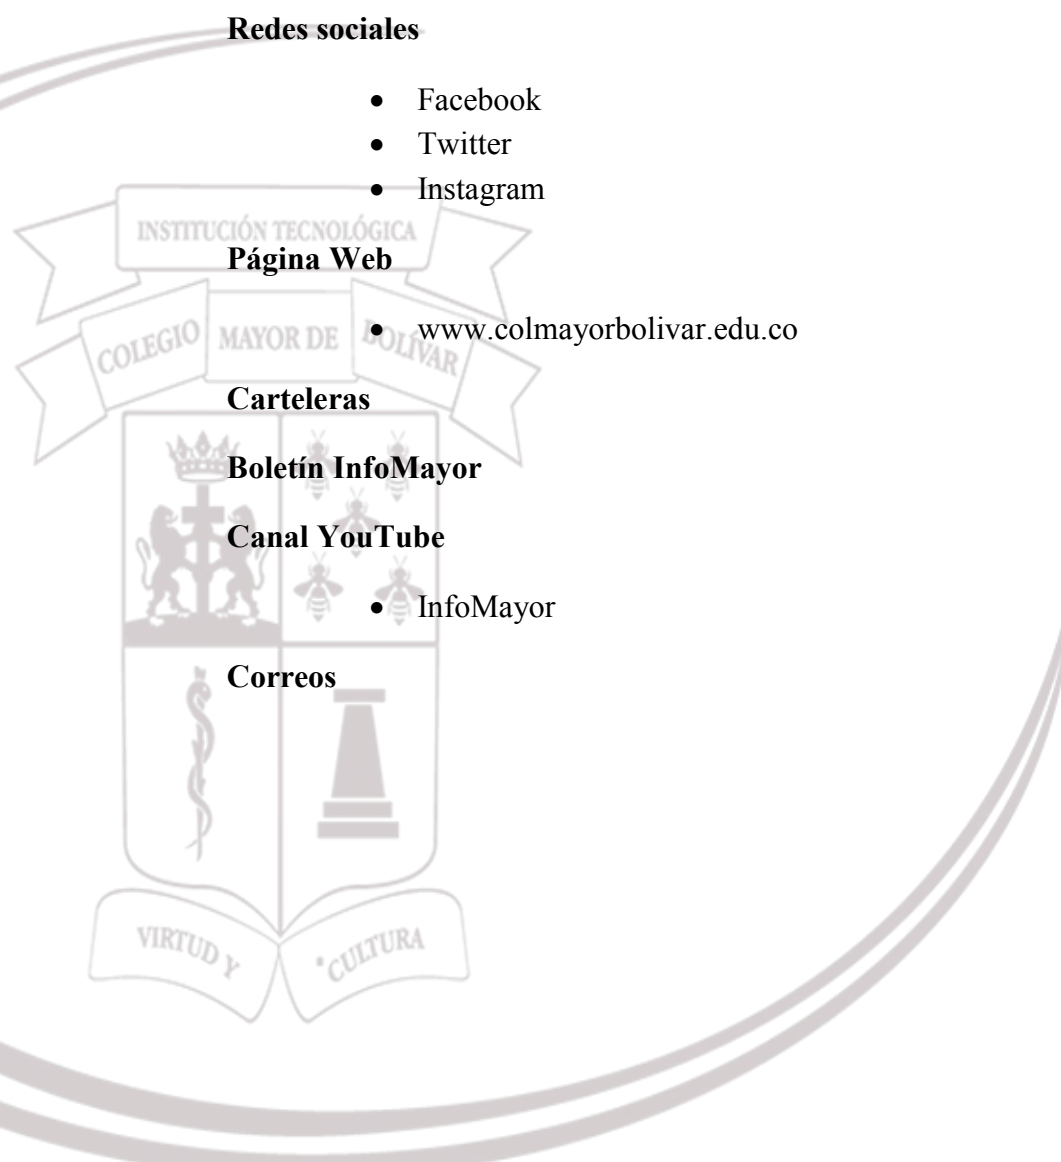 Redes sociales
• Facebook
• Twitter
• Instagram
INSTITUCIÓN TECNOLÓGICA
Página Web
COLEGIO MAYOR DE BOLÍVAR
• www.colmayorbolivar.edu.co
Carteleras
Boletín InfoMayor
Canal YouTube
• InfoMayor
Correos
VIRTUD Y CULTURA